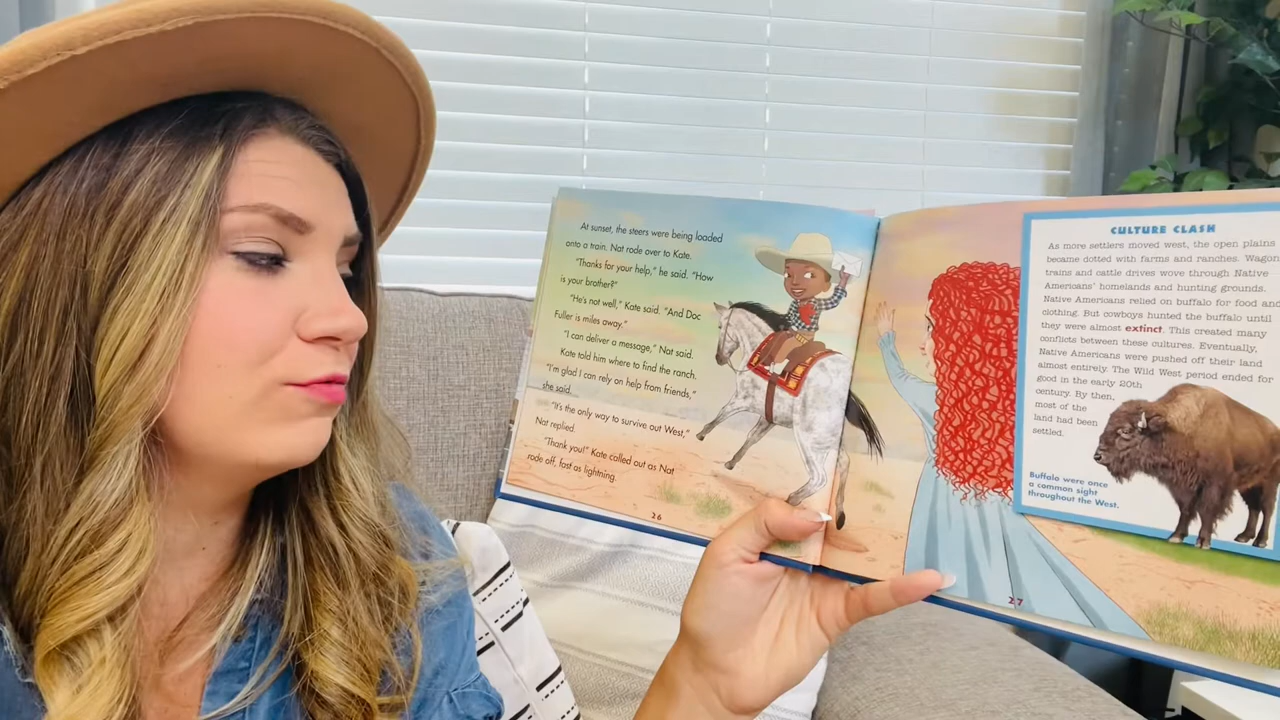 At sunset, the steers were being loaded
onto a train. Nat rode over to Kate.
"Thanks for your help," he said. "How
is your brother?"
"He's not well," Kate said. "And Doc
Fuller is miles away."
"I can deliver a message," Nat said.
Kate told him where to find the ranch.
"I'm glad I can rely on help from friends,"
she said.
"It's the only way to survive out West,"
Nat replied.
"Thank you!" Kate called out as Nat
rode off, fast as lightning.
26
CULTURE CLASH
As more settlers moved west, the open plains
became dotted with farms and ranches. Wagon
trains and cattle drives wove through Native
Americans' homelands and hunting grounds.
Native Americans relied on buffalo for food and
clothing. But cowboys hunted the buffalo until
they were almost extinct. This created many
conflicts between these cultures. Eventually,
Native Americans were pushed off their land
almost entirely. The Wild West period ended for
good in the early 20th
century. By then,
most of the
land had been
settled.
Buffalo were once
a common sight
throughout the West.
27